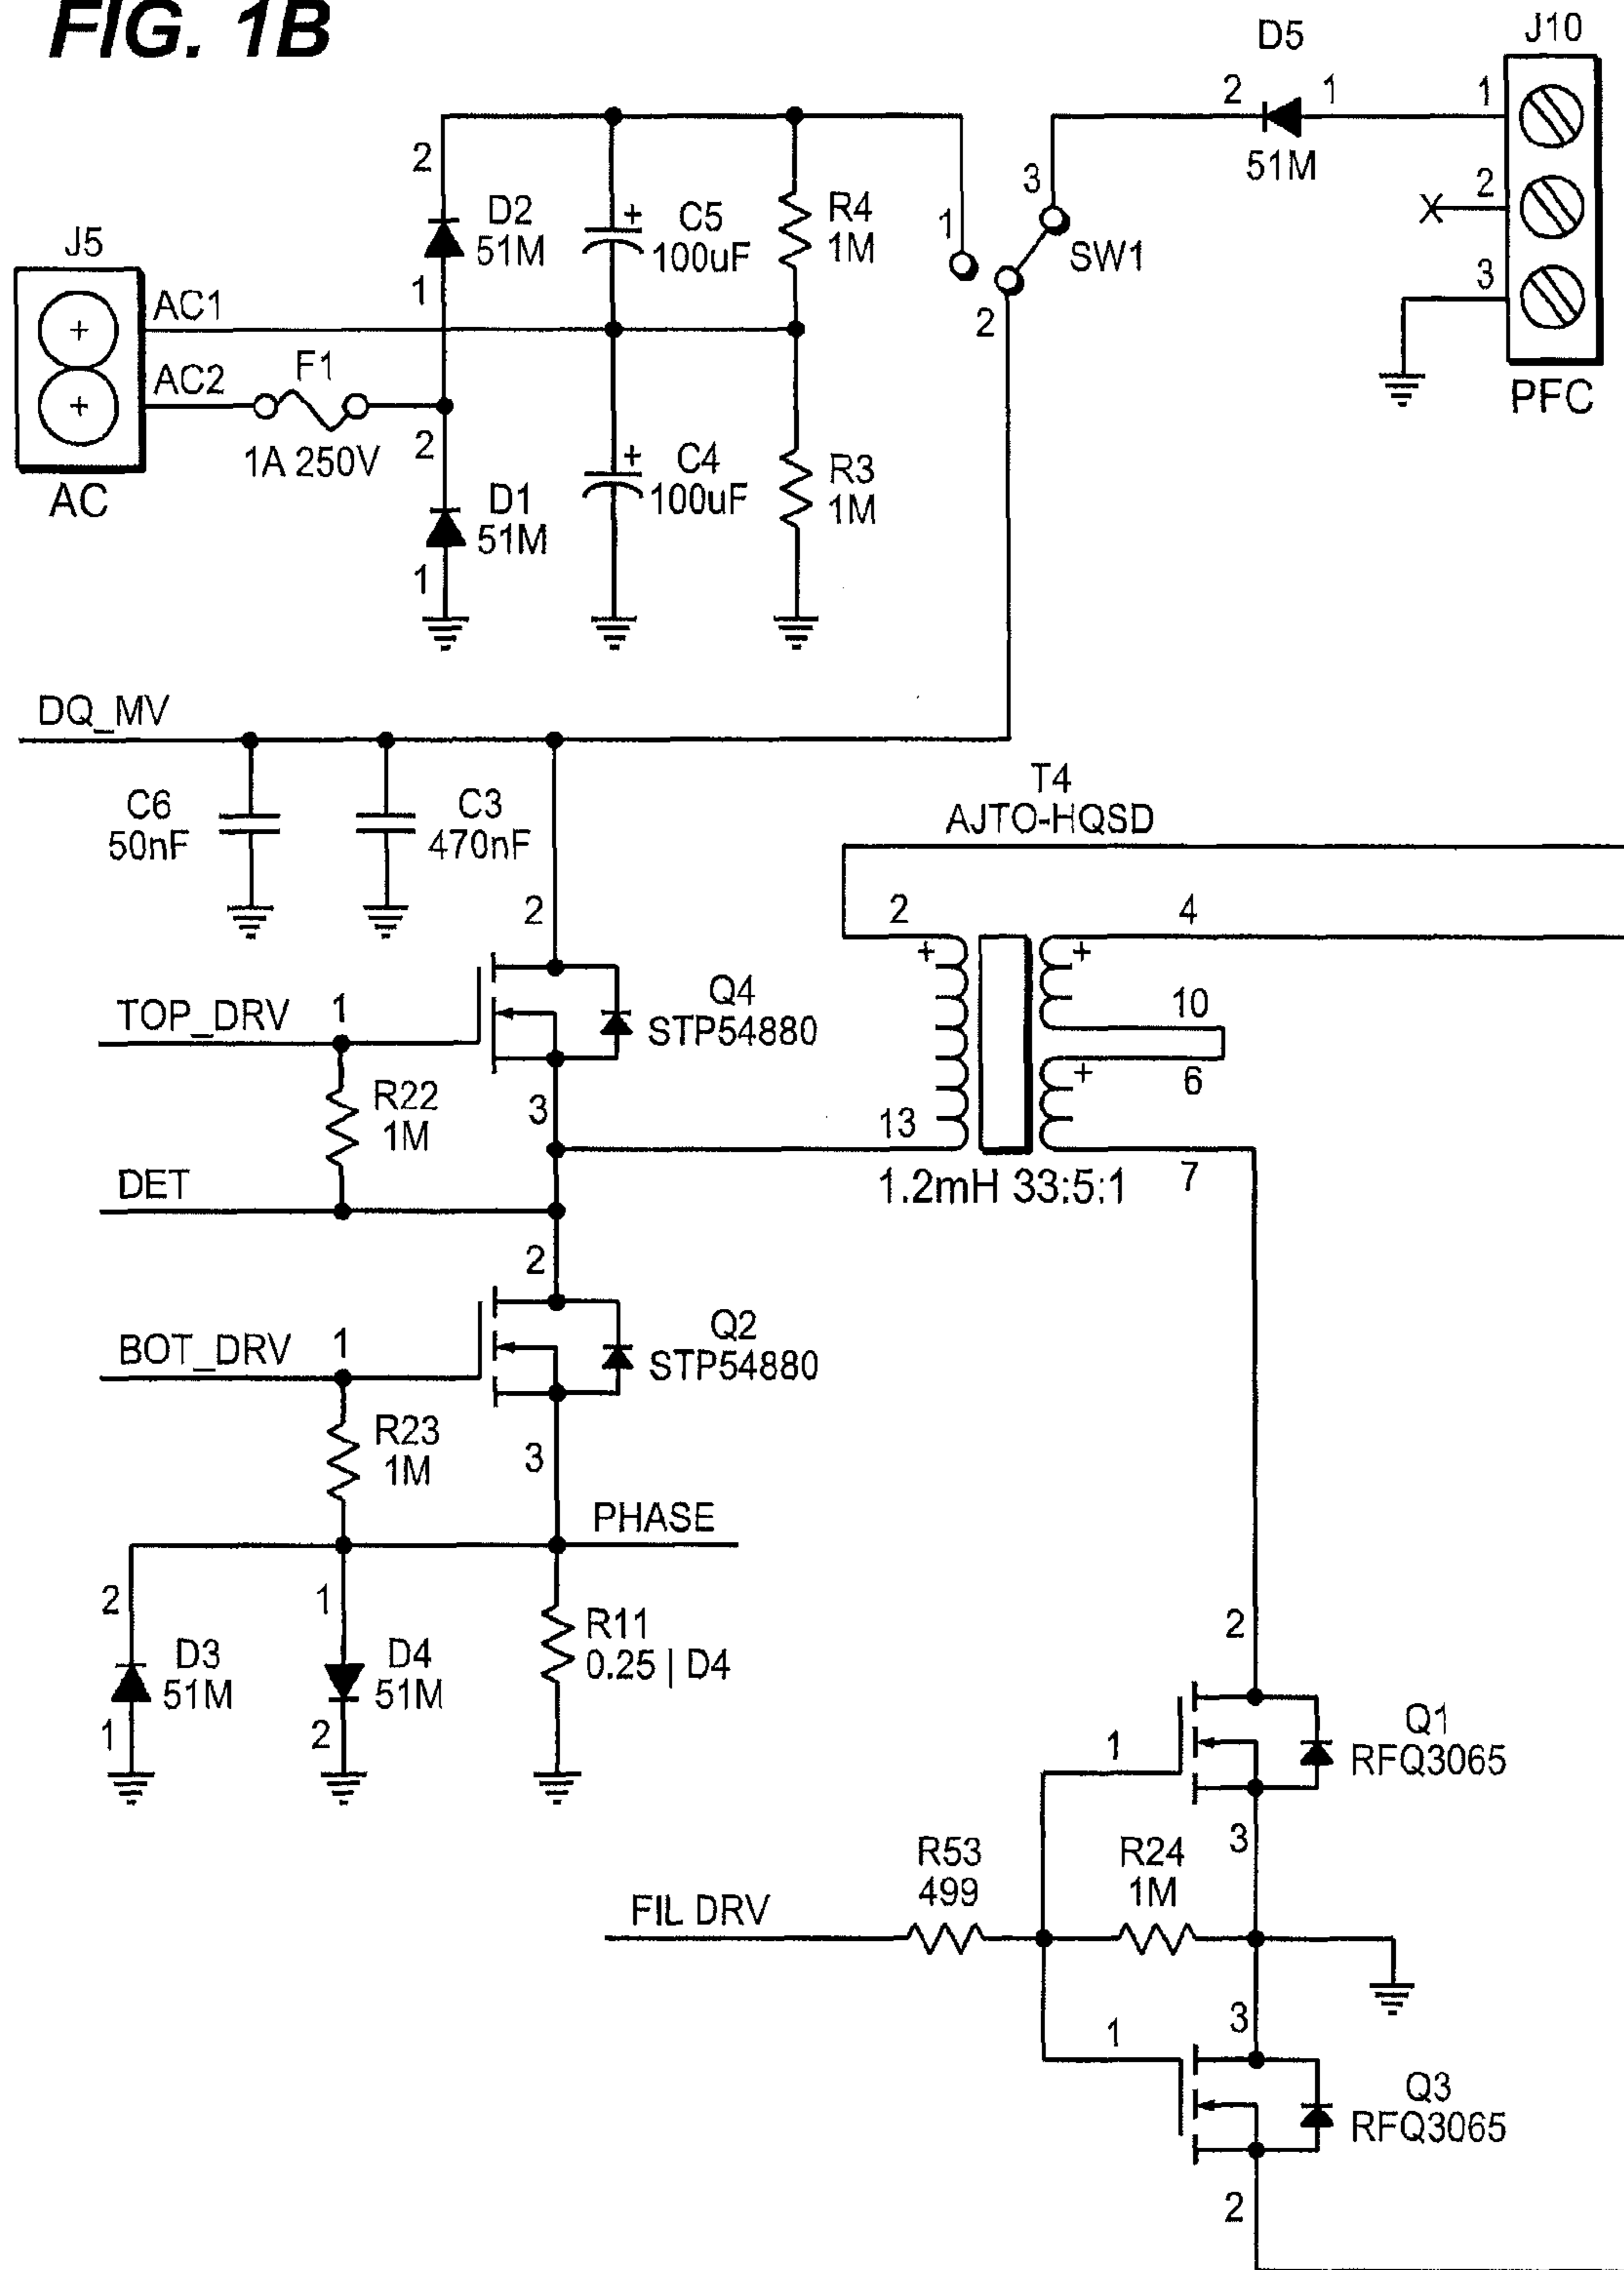 FIG. 1B
D5
J10
2
1
1
51M
2
D2
51M
1
+
C5
100uF
R4
1M
1
3
SW1
2
X
2
3
PFC
J5
+
+
AC
AC1
AC2
F1
1A 250V
2
D1
51M
1
+
C4
100uF
R3
1M
DQ_MV
C6
50nF
C3
470nF
T4
AJTO-HQSD
2
2
+
+
4
10
+
6
13
7
1.2mH 33:5:1
TOP_DRV
1
Q4
STP54880
R22
1M
3
DET
2
BOT_DRV
1
Q2
STP54880
R23
1M
3
PHASE
2
D3
51M
1
1
D4
51M
2
R11
0.25 | D4
2
1
Q1
RFQ3065
3
FIL DRV
R53
499
R24
1M
3
1
Q3
RFQ3065
2